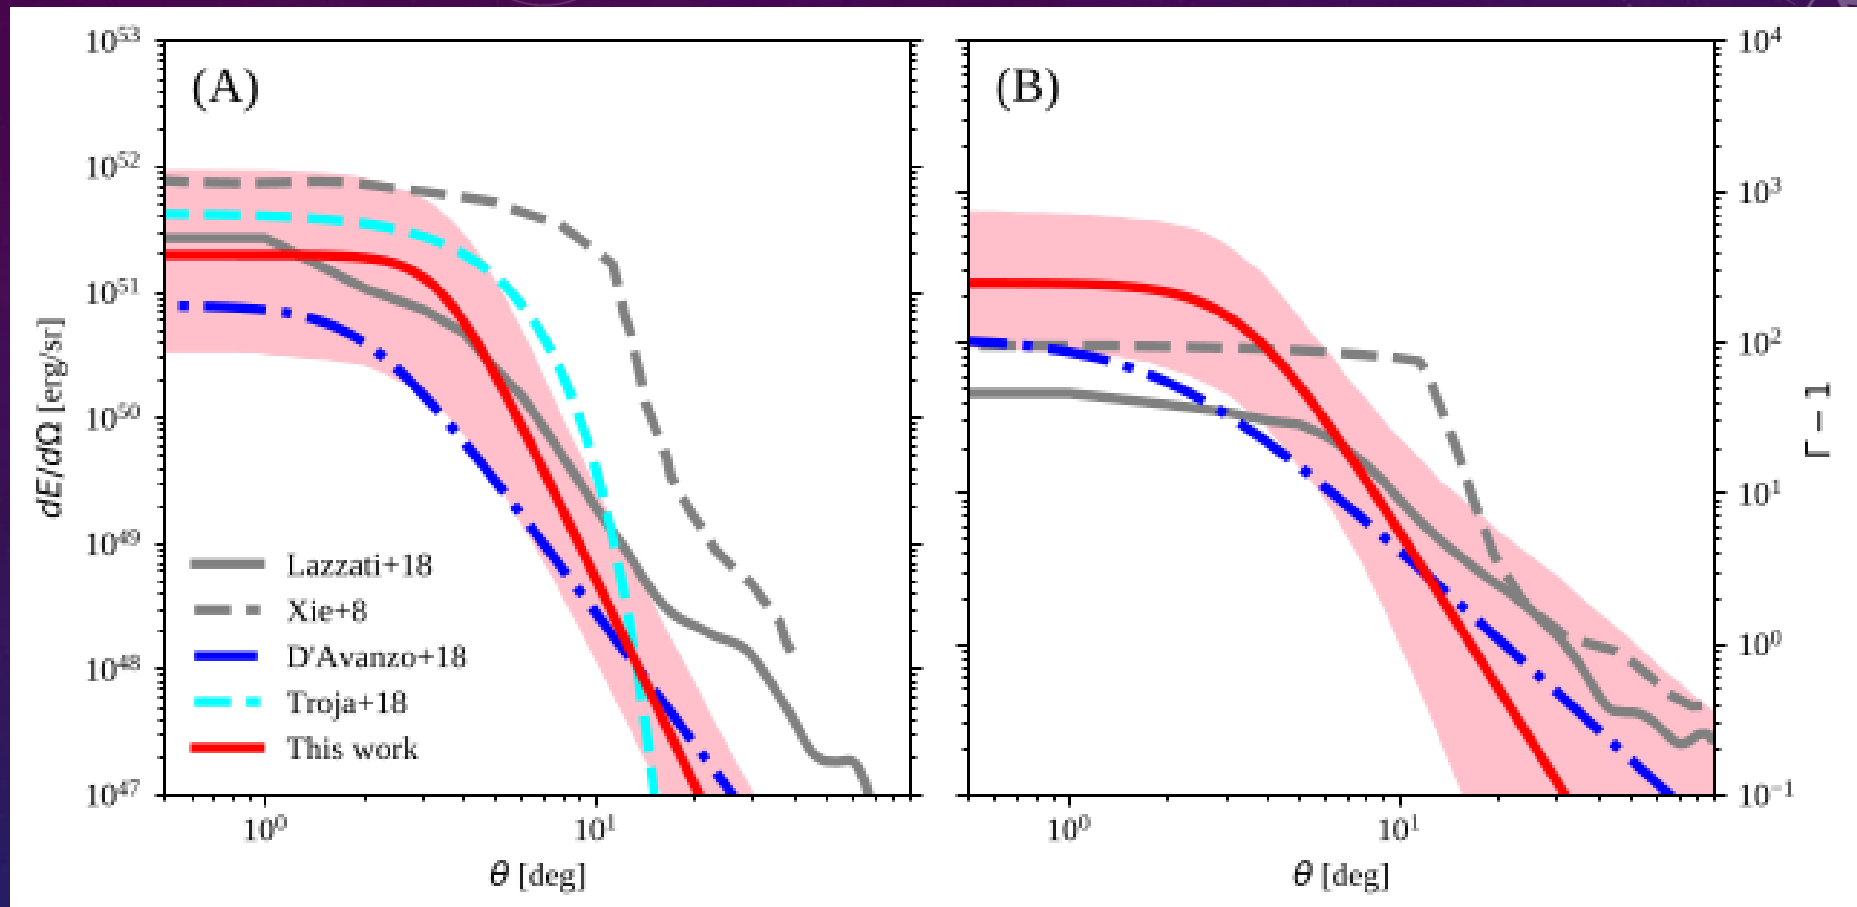 (A)
10^53
10^52
10^51
10^50
10^49
10^48
10^47
dE/dΩ [erg/sr]
Lazzati+18
Xie+8
D'Avanzo+18
Troja+18
This work
10^0 10^1
θ [deg]
(B)
10^4
10^3
10^2
10^1
10^0
10^−1
Γ − 1
10^0 10^1
θ [deg]